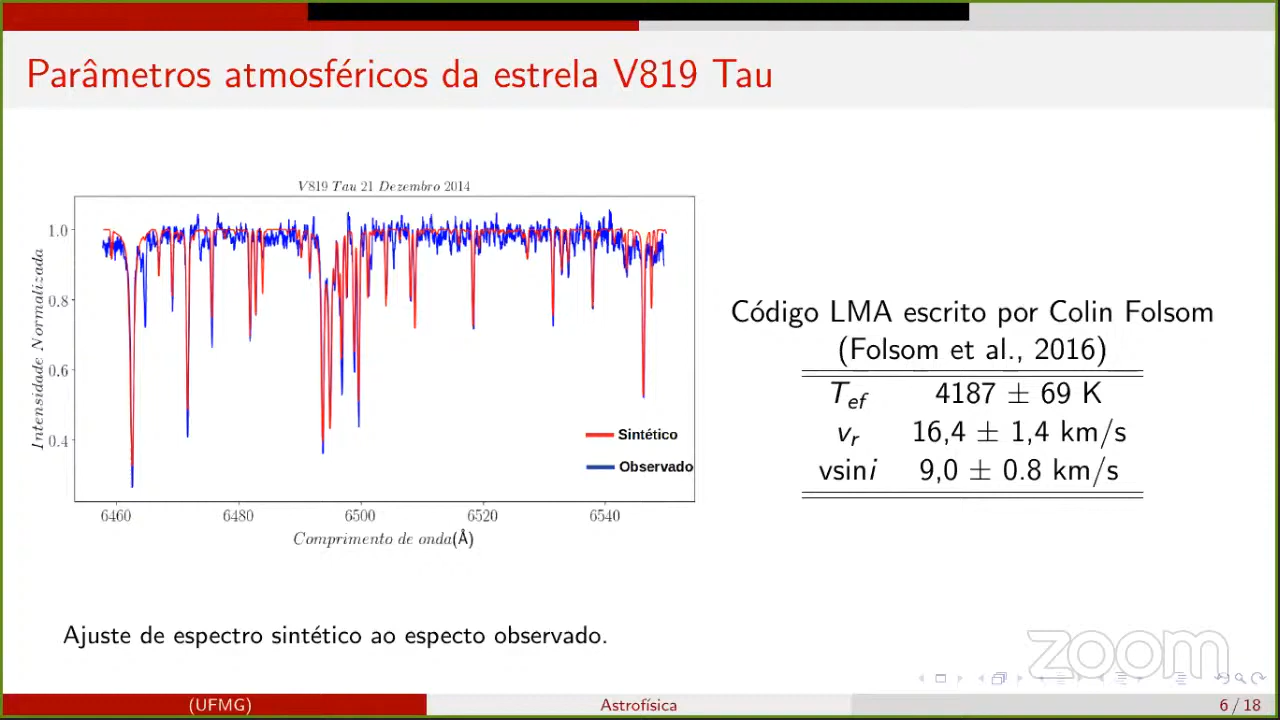 Parâmetros atmosféricos da estrela V819 Tau
V819 Tau 21 Dezembro 2014
Intensidade Normalizada
1.0
0.8
0.6
0.4
Sintético
Observado
6460 6480 6500 6520 6540
Comprimento de onda(Å)
Código LMA escrito por Colin Folsom
(Folsom et al., 2016)
T_ef 4187 ± 69 K
v_r 16,4 ± 1,4 km/s
vsini 9,0 ± 0.8 km/s
Ajuste de espectro sintético ao especto observado.
zoom
(UFMG) Astrofísica 6 / 18